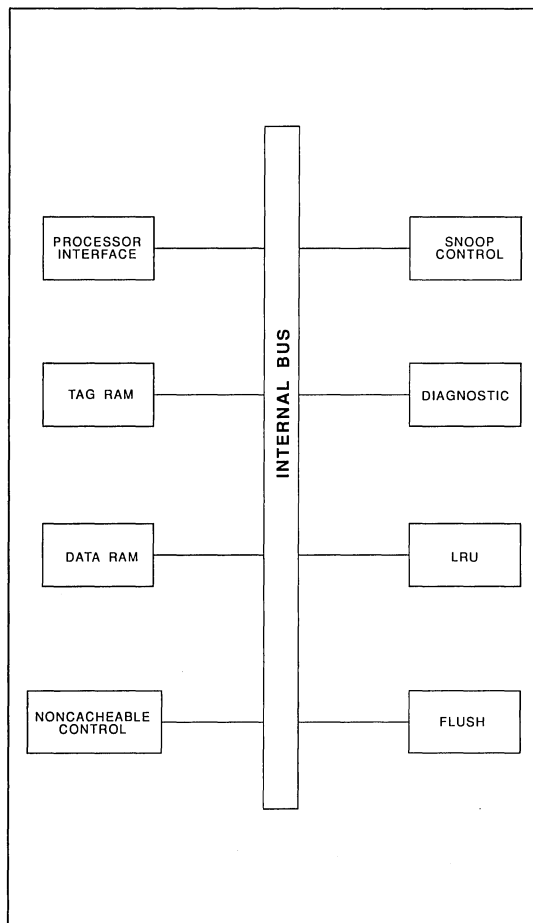 PROCESSOR
INTERFACE
SNOOP
CONTROL
INTERNAL BUS
TAG RAM
DIAGNOSTIC
DATA RAM
LRU
NONCACHEABLE
CONTROL
FLUSH